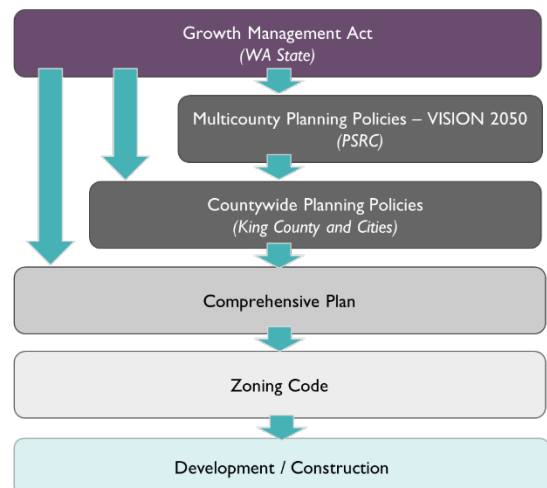 Growth Management Act
(WA State)
Multicounty Planning Policies – VISION 2050
(PSRC)
Countywide Planning Policies
(King County and Cities)
Comprehensive Plan
Zoning Code
Development / Construction